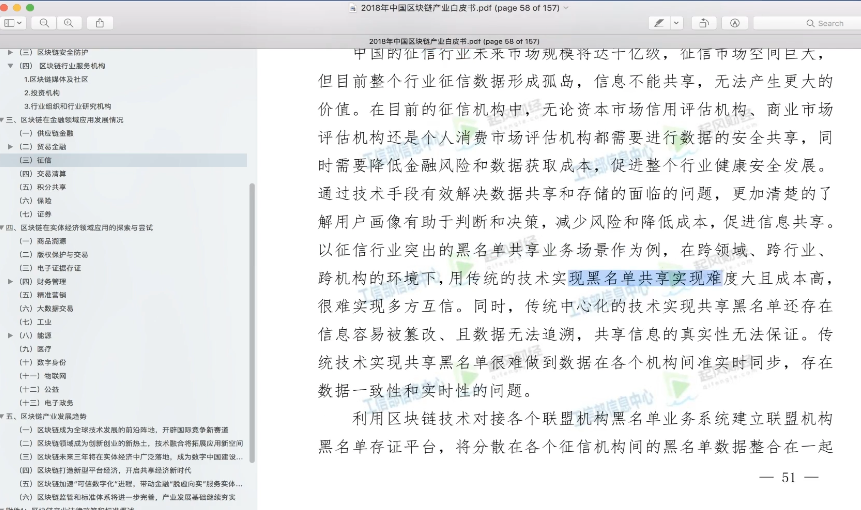 2018年中国区块链产业白皮书.pdf (page 58 of 157)
Search
2018年中国区块链产业白皮书.pdf (page 58 of 157)
(三) 区块链安全防护
(四) 区块链行业服务机构
1.区块链媒体及社区
2.投资机构
3.行业组织和行业研究机构
三、区块链在金融领域应用发展情况
(一) 供应链金融
(二) 贸易金融
(三) 征信
(四) 交易清算
(五) 积分共享
(六) 保险
(七) 证券
四、区块链在实体经济领域应用的探索与尝试
(一) 商品溯源
(二) 版权保护与交易
(三) 电子证据存证
(四) 财务管理
(五) 精准营销
(六) 大数据交易
(七) 工业
(八) 能源
(九) 医疗
(十) 数字身份
(十一) 物联网
(十二) 公益
(十三) 电子政务
五、区块链产业发展趋势
(一) 区块链成为全球技术发展的前沿阵地,开辟国际竞争新赛道
(二) 区块链领域成为创新创业的新热土,技术融合将拓展应用新空间
(三) 区块链未来三年将在实体经济中广泛落地,成为数字中国建设...
(四) 区块链打造新型平台经济,开启共享经济新时代
(五) 区块链加速“可信数字化”进程,带动金融“脱虚向实”服务实体...
(六) 区块链监管和标准体系将进一步完善,产业发展基础继续夯实
中国的征信行业未来市场规模将达千亿级,征信市场空间巨大,
但目前整个行业征信数据形成孤岛,信息不能共享,无法产生更大的
价值。在目前的征信机构中,无论资本市场信用评估机构、商业市场
评估机构还是个人消费市场评估机构都需要进行数据的安全共享,同
时需要降低金融风险和数据获取成本,促进整个行业健康安全发展。
通过技术手段有效解决数据共享和存储的面临的问题,更加清楚的了
解用户画像有助于判断和决策,减少风险和降低成本,促进信息共享。
以征信行业突出的黑名单共享业务场景作为例,在跨领域、跨行业、
跨机构的环境下,用传统的技术实现黑名单共享实现难度大且成本高,
很难实现多方互信。同时,传统中心化的技术实现共享黑名单还存在
信息容易被篡改、且数据无法追溯,共享信息的真实性无法保证。传
统技术实现共享黑名单很难做到数据在各个机构间准实时同步,存在
数据一致性和实时性的问题。
利用区块链技术对接各个联盟机构黑名单业务系统建立联盟机构
黑名单存证平台,将分散在各个征信机构间的黑名单数据整合在一起
— 51 —